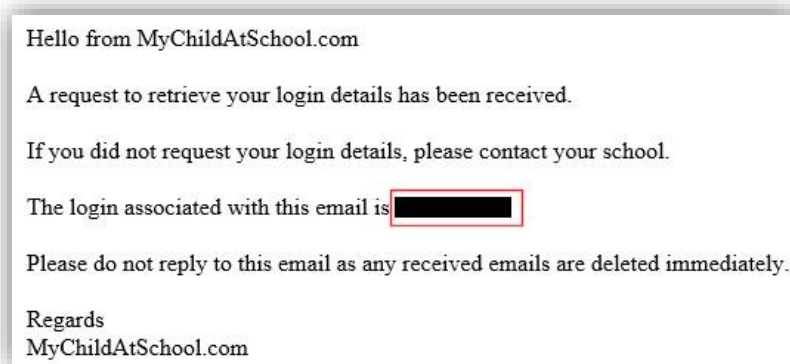 Hello from MyChildAtSchool.com
A request to retrieve your login details has been received.
If you did not request your login details, please contact your school.
The login associated with this email is
Please do not reply to this email as any received emails are deleted immediately.
Regards
MyChildAtSchool.com